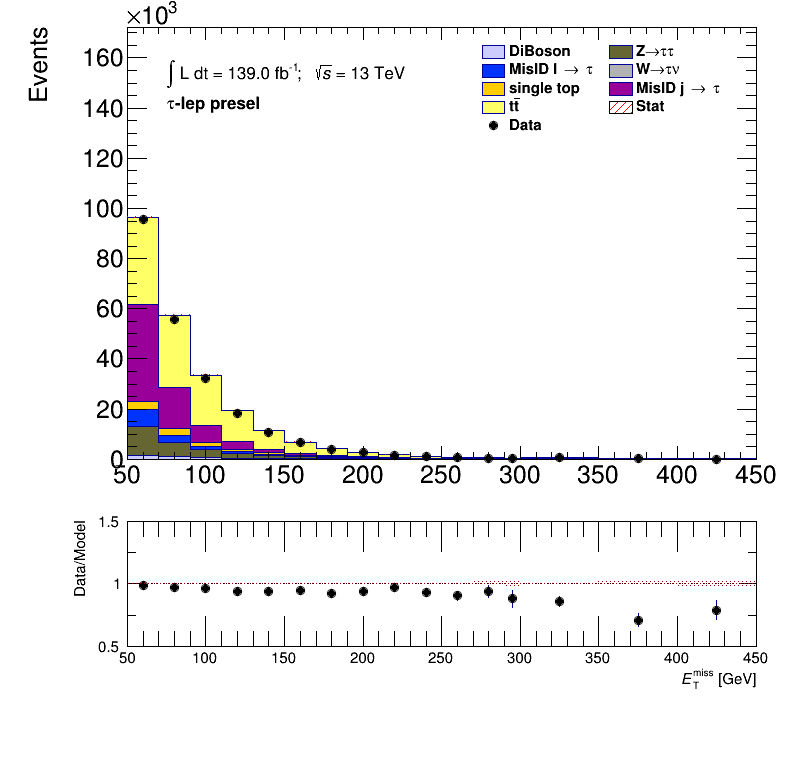 ×10³
Events
160
140
120
100
80
60
40
20
0
∫ L dt = 139.0 fb⁻¹; √s = 13 TeV
τ-lep presel
DiBoson
MisID l → τ
single top
tt̅
Data
Z→ττ
W→τν
MisID j → τ
Stat
50 100 150 200 250 300 350 400 450
Data/Model
1.5
1
0.5
50 100 150 200 250 300 350 400 450
E_T^miss [GeV]